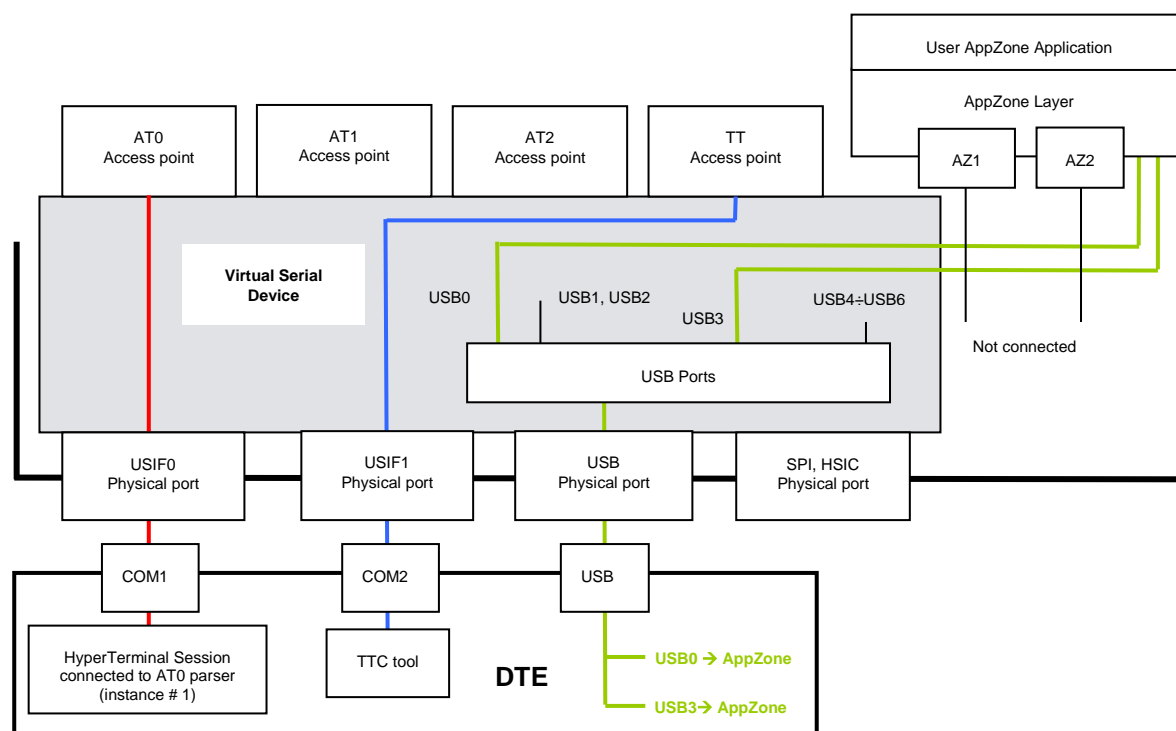 User AppZone Application
AppZone Layer
AT0
Access point
AT1
Access point
AT2
Access point
TT
Access point
AZ1
AZ2
Virtual Serial
Device
USB0
USB1, USB2
USB3
USB4÷USB6
Not connected
USB Ports
USIF0
Physical port
USIF1
Physical port
USB
Physical port
SPI, HSIC
Physical port
COM1
COM2
USB
HyperTerminal Session
connected to AT0 parser
(instance # 1)
TTC tool
DTE
USB0 → AppZone
USB3→ AppZone